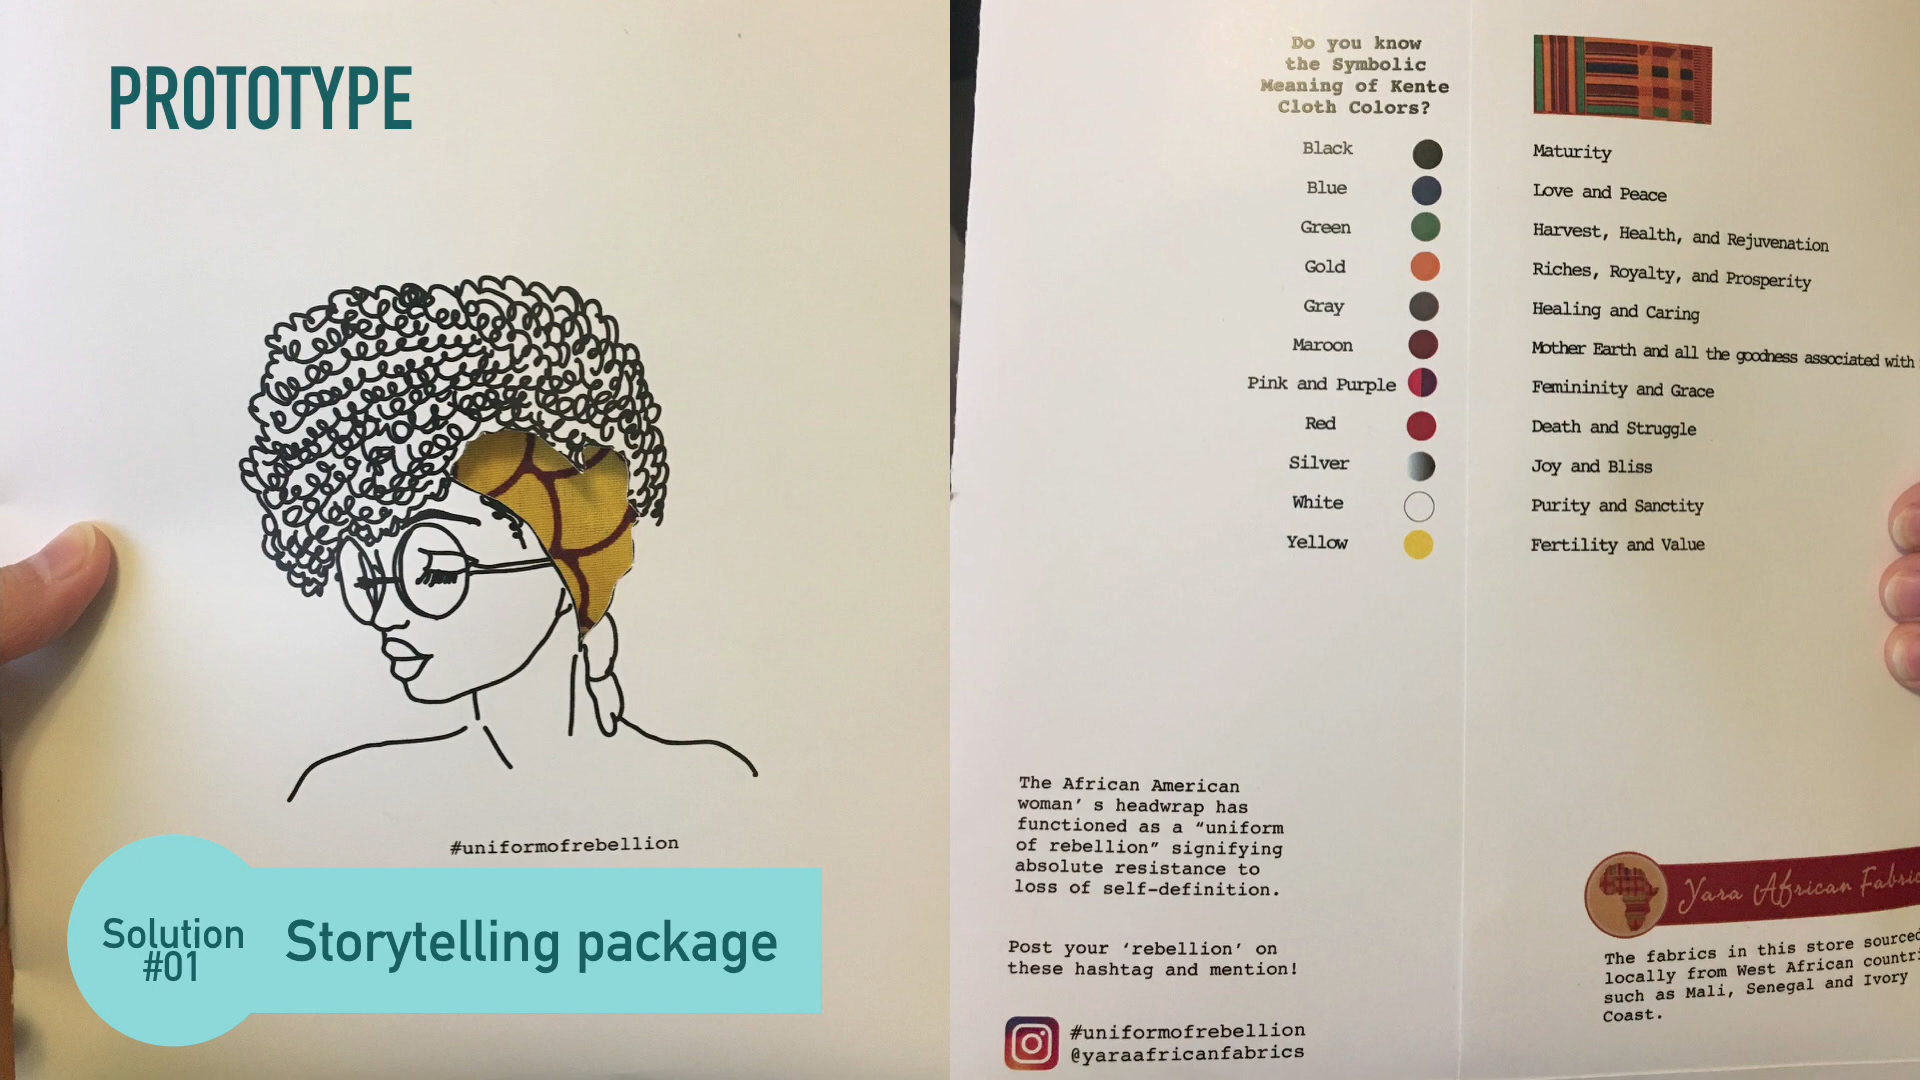 PROTOTYPE
#uniformofrebellion
Solution
#01
Storytelling package
Do you know
the Symbolic
Meaning of Kente
Cloth Colors?
Black Maturity
Blue Love and Peace
Green Harvest, Health, and Rejuvenation
Gold Riches, Royalty, and Prosperity
Gray Healing and Caring
Maroon Mother Earth and all the goodness associated with
Pink and Purple Femininity and Grace
Red Death and Struggle
Silver Joy and Bliss
White Purity and Sanctity
Yellow Fertility and Value
The African American
woman’ s headwrap has
functioned as a “uniform
of rebellion” signifying
absolute resistance to
loss of self-definition.
Post your ‘rebellion’ on
these hashtag and mention!
#uniformofrebellion
@yaraafricanfabrics
Yara African Fabric
The fabrics in this store sourced
locally from West African countri
such as Mali, Senegal and Ivory
Coast.